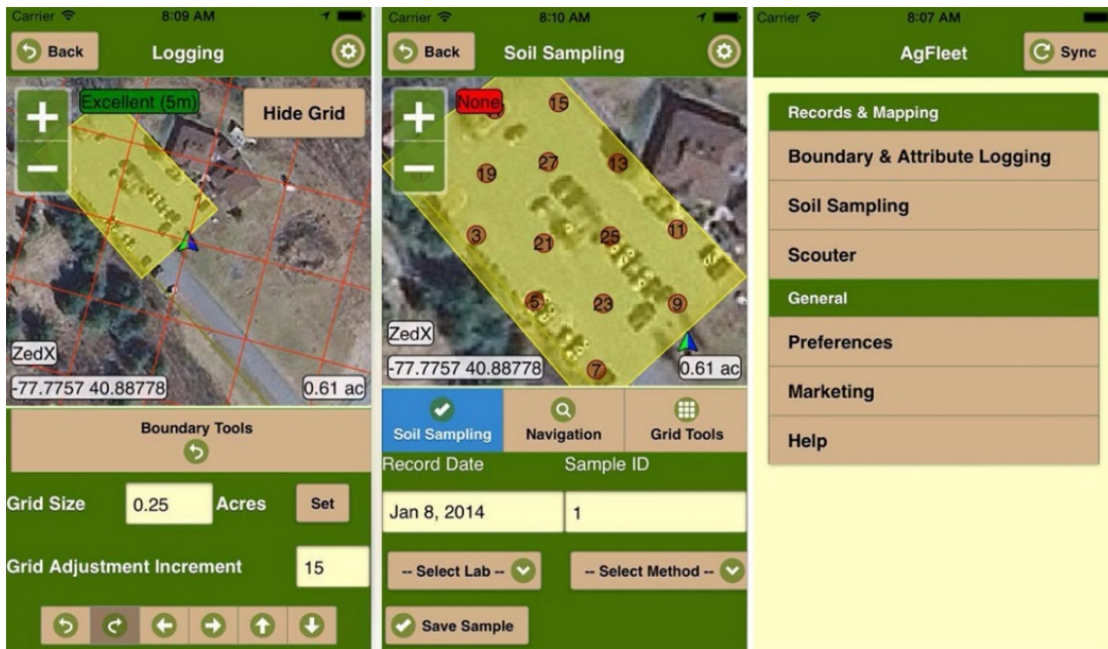 Carrier 8:09 AM
Back Logging
Excellent (5m)
Hide Grid
+
−
ZedX
-77.7757 40.88778
0.61 ac
Boundary Tools
Grid Size 0.25 Acres Set
Grid Adjustment Increment 15
Carrier 8:10 AM
Back Soil Sampling
+
−
None
15
27
13
19
11
3
21
25
5
23
9
7
ZedX
-77.7757 40.88778
0.61 ac
Soil Sampling Navigation Grid Tools
Record Date Sample ID
Jan 8, 2014 1
-- Select Lab -- -- Select Method --
Save Sample
Carrier 8:07 AM
AgFleet Sync
Records & Mapping
Boundary & Attribute Logging
Soil Sampling
Scouter
General
Preferences
Marketing
Help